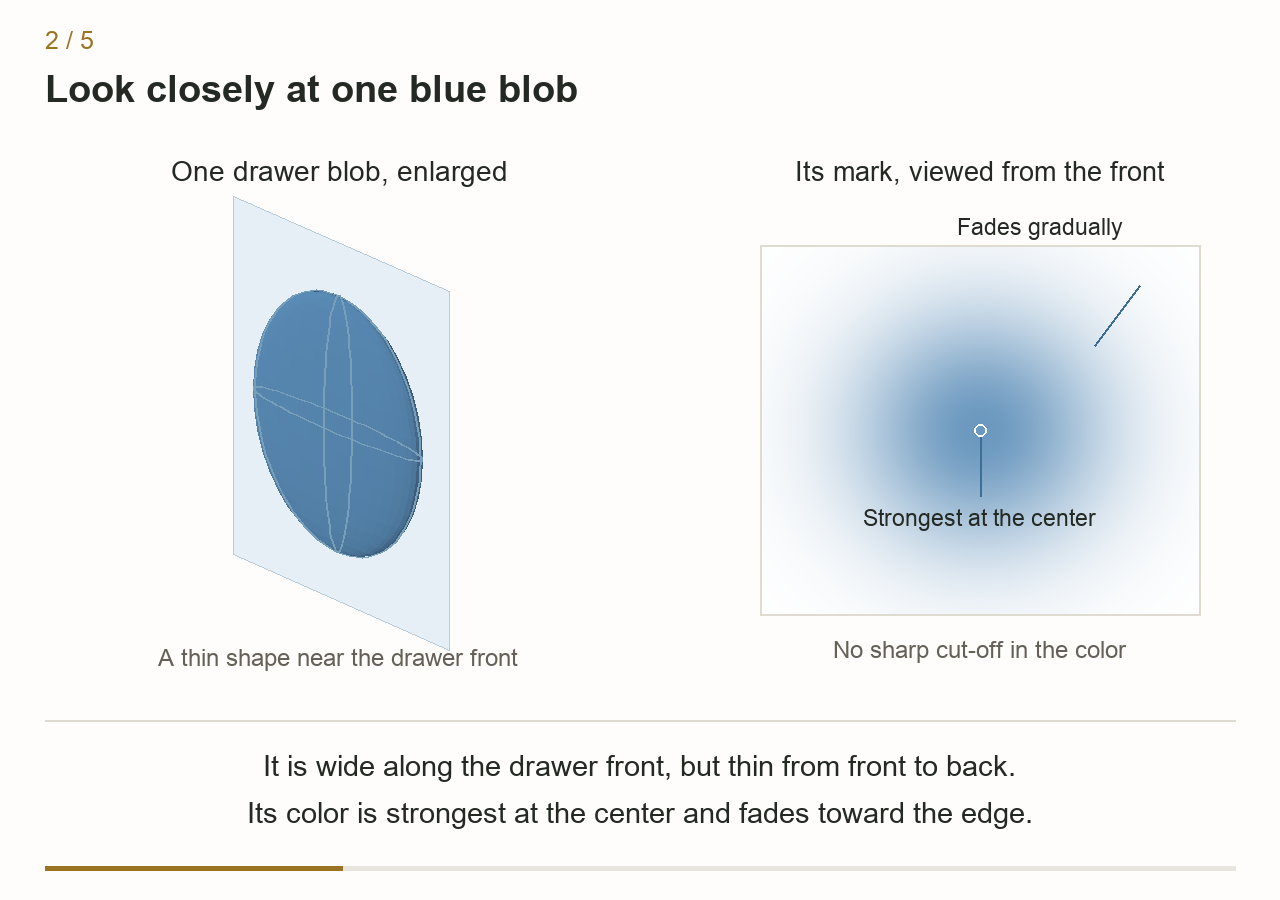 2 / 5
Look closely at one blue blob
One drawer blob, enlarged
A thin shape near the drawer front
Its mark, viewed from the front
Fades gradually
Strongest at the center
No sharp cut-off in the color
It is wide along the drawer front, but thin from front to back.
Its color is strongest at the center and fades toward the edge.